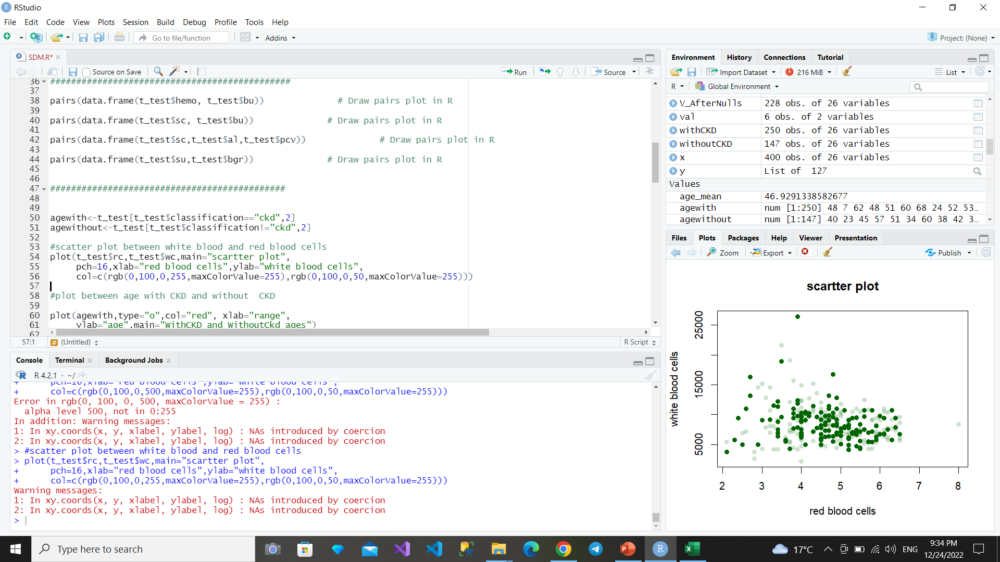 RStudio
File Edit Code View Plots Session Build Debug Profile Tools Help
Go to file/function Addins Project: (None)
SDM.R*
Source on Save Run Source
36 ##############################################
37
38 pairs(data.frame(t_test$hemo, t_test$bu)) # Draw pairs plot in R
39
40 pairs(data.frame(t_test$sc, t_test$bu)) # Draw pairs plot in R
41
42 pairs(data.frame(t_test$sc,t_test$al,t_test$pcv)) # Draw pairs plot in R
43
44 pairs(data.frame(t_test$su,t_test$bgr)) # Draw pairs plot in R
45
46
47 #############################################
48
49
50 agewith<-t_test[t_test$classification=="ckd",2]
51 agewithout<-t_test[t_test$classification!="ckd",2]
52
53 #scatter plot between white blood and red blood cells
54 plot(t_test$rc,t_test$wc,main="scartter plot",
55 pch=16,xlab="red blood cells",ylab="white blood cells",
56 col=c(rgb(0,100,0,255,maxColorValue=255),rgb(0,100,0,50,maxColorValue=255)))
57
58 #plot between age with CKD and without  CKD
59
60 plot(agewith,type="o",col="red", xlab="range",
61 ylab="age",main="WithCKD and WithoutCkd ages")
62
57:1 # (Untitled) R Script
Console Terminal Background Jobs
R R 4.2.1 · ~/
+ pch=16,xlab="red blood cells",ylab="white blood cells",
+ col=c(rgb(0,100,0,500,maxColorValue=255),rgb(0,100,0,50,maxColorValue=255)))
Error in rgb(0, 100, 0, 500, maxColorValue = 255) :
alpha level 500, not in 0:255
In addition: Warning messages:
1: In xy.coords(x, y, xlabel, ylabel, log) : NAs introduced by coercion
2: In xy.coords(x, y, xlabel, ylabel, log) : NAs introduced by coercion
> #scatter plot between white blood and red blood cells
> plot(t_test$rc,t_test$wc,main="scartter plot",
+ pch=16,xlab="red blood cells",ylab="white blood cells",
+ col=c(rgb(0,100,0,255,maxColorValue=255),rgb(0,100,0,50,maxColorValue=255)))
Warning messages:
1: In xy.coords(x, y, xlabel, ylabel, log) : NAs introduced by coercion
2: In xy.coords(x, y, xlabel, ylabel, log) : NAs introduced by coercion
>
Environment History Connections Tutorial
Import Dataset 216 MiB List
R Global Environment
V_AfterNulls 228 obs. of 26 variables
val 6 obs. of 2 variables
withCKD 250 obs. of 26 variables
withoutCKD 147 obs. of 26 variables
x 400 obs. of 26 variables
y List of  127
Values
age_mean 46.9291338582677
agewith num [1:250] 48 7 62 48 51 60 68 24 52 53…
agewithout num [1:147] 40 23 45 57 51 34 60 38 42 3…
Files Plots Packages Help Viewer Presentation
Zoom Export Publish
scartter plot
white blood cells
25000
15000
5000
2 3 4 5 6 7 8
red blood cells
Type here to search
17°C ENG
9:34 PM
12/24/2022